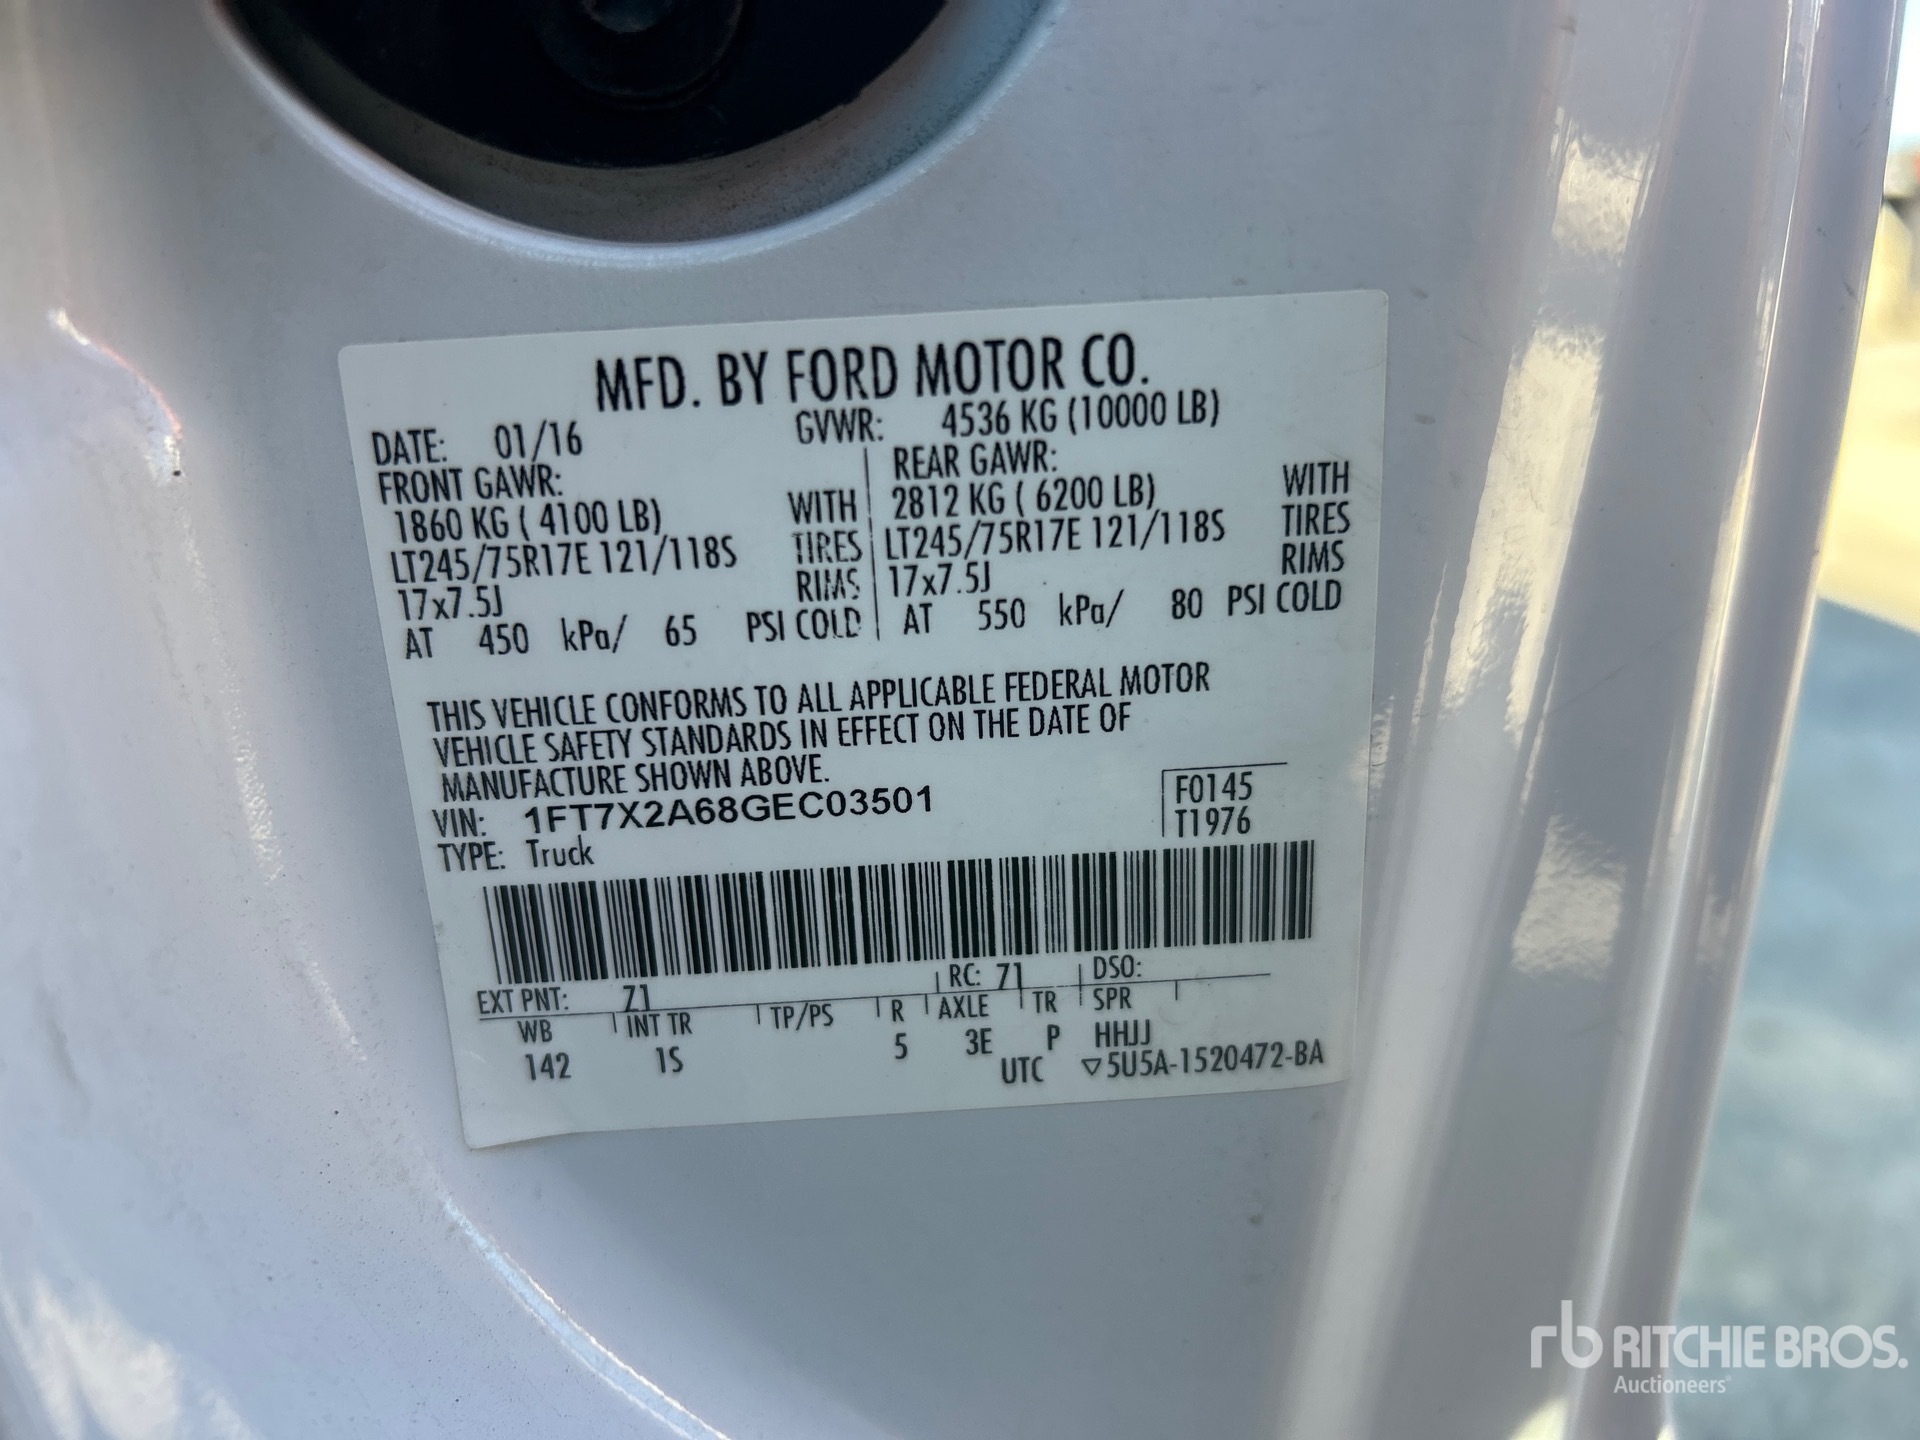 MFD. BY FORD MOTOR CO.
DATE: 01/16 GVWR: 4536 KG (10000 LB)
FRONT GAWR: REAR GAWR:
1860 KG ( 4100 LB) WITH 2812 KG ( 6200 LB) WITH
LT245/75R17E 121/118S TIRES LT245/75R17E 121/118S TIRES
17x7.5J RIMS 17x7.5J RIMS
AT 450 kPa/ 65 PSI COLD AT 550 kPa/ 80 PSI COLD
THIS VEHICLE CONFORMS TO ALL APPLICABLE FEDERAL MOTOR
VEHICLE SAFETY STANDARDS IN EFFECT ON THE DATE OF
MANUFACTURE SHOWN ABOVE.
VIN: 1FT7X2A68GEC03501 F0145
TYPE: Truck T1976
EXT PNT: Z1 RC: 71 DSO:
WB INT TR TP/PS R AXLE TR SPR
142 1S 5 3E P HHJJ
UTC ▽5U5A-1520472-BA
rb RITCHIE BROS.
Auctioneers